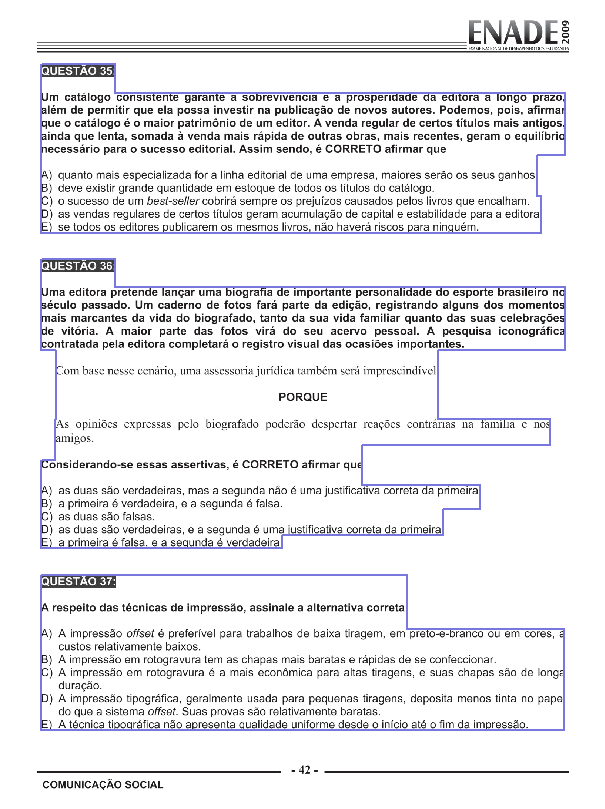 ENADE 2009
EXAME NACIONAL DE DESEMPENHO DOS ESTUDANTES
QUESTÃO 35
Um catálogo consistente garante a sobrevivência e a prosperidade da editora a longo prazo,
além de permitir que ela possa investir na publicação de novos autores. Podemos, pois, afirmar
que o catálogo é o maior patrimônio de um editor. A venda regular de certos títulos mais antigos,
ainda que lenta, somada à venda mais rápida de outras obras, mais recentes, geram o equilíbrio
necessário para o sucesso editorial. Assim sendo, é CORRETO afirmar que
A) quanto mais especializada for a linha editorial de uma empresa, maiores serão os seus ganhos
B) deve existir grande quantidade em estoque de todos os títulos do catálogo.
C) o sucesso de um best-seller cobrirá sempre os prejuízos causados pelos livros que encalham.
D) as vendas regulares de certos títulos geram acumulação de capital e estabilidade para a editora
E) se todos os editores publicarem os mesmos livros, não haverá riscos para ninguém.
QUESTÃO 36
Uma editora pretende lançar uma biografia de importante personalidade do esporte brasileiro no
século passado. Um caderno de fotos fará parte da edição, registrando alguns dos momentos
mais marcantes da vida do biografado, tanto da sua vida familiar quanto das suas celebrações
de vitória. A maior parte das fotos virá do seu acervo pessoal. A pesquisa iconográfica
contratada pela editora completará o registro visual das ocasiões importantes.
Com base nesse cenário, uma assessoria jurídica também será imprescindível
PORQUE
As opiniões expressas pelo biografado poderão despertar reações contrárias na família e nos
amigos.
Considerando-se essas assertivas, é CORRETO afirmar que
A) as duas são verdadeiras, mas a segunda não é uma justificativa correta da primeira
B) a primeira é verdadeira, e a segunda é falsa.
C) as duas são falsas.
D) as duas são verdadeiras, e a segunda é uma justificativa correta da primeira
E) a primeira é falsa, e a segunda é verdadeira
QUESTÃO 37:
A respeito das técnicas de impressão, assinale a alternativa correta
A) A impressão offset é preferível para trabalhos de baixa tiragem, em preto-e-branco ou em cores, a
custos relativamente baixos.
B) A impressão em rotogravura tem as chapas mais baratas e rápidas de se confeccionar.
C) A impressão em rotogravura é a mais econômica para altas tiragens, e suas chapas são de longa
duração.
D) A impressão tipográfica, geralmente usada para pequenas tiragens, deposita menos tinta no papel
do que a sistema offset. Suas provas são relativamente baratas.
E) A técnica tipográfica não apresenta qualidade uniforme desde o início até o fim da impressão.
- 42 -
COMUNICAÇÃO SOCIAL